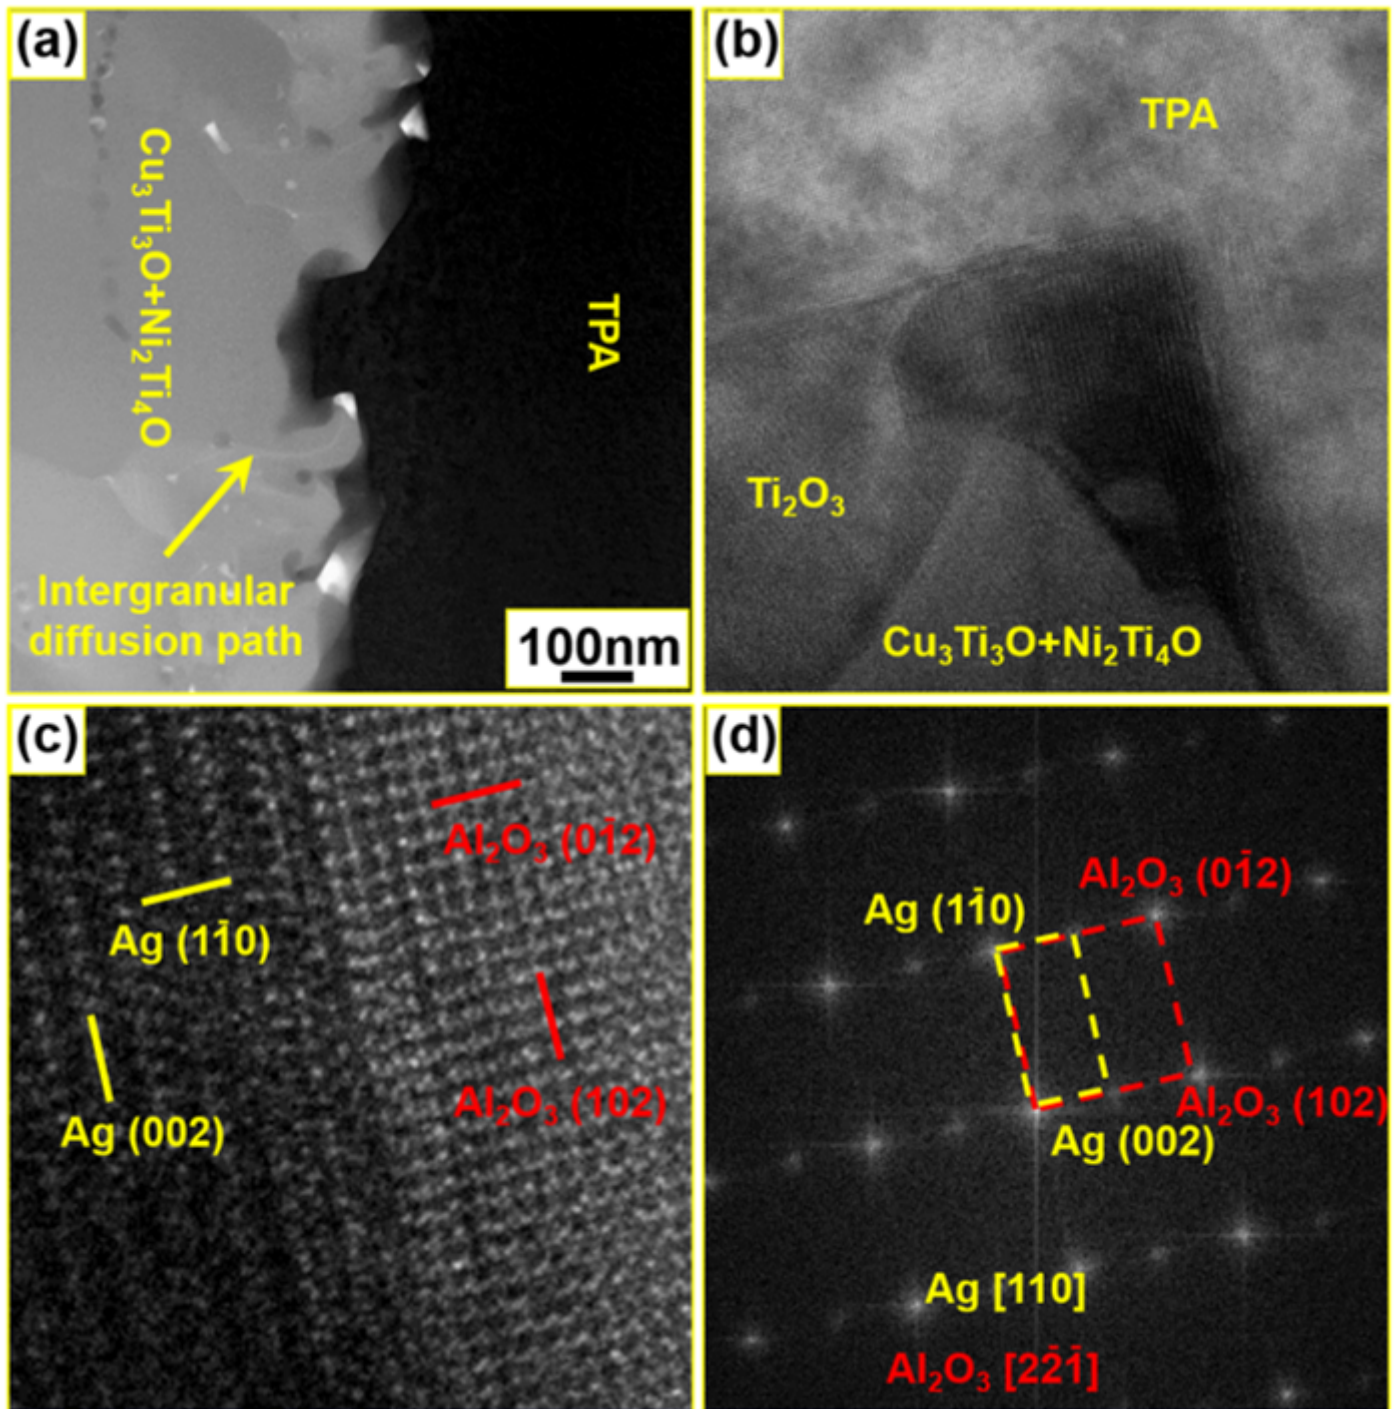 (a)
Cu₃Ti₃O+Ni₂Ti₄O
TPA
Intergranular
diffusion path
100nm
(b)
TPA
Ti₂O₃
Cu₃Ti₃O+Ni₂Ti₄O
(c)
Al₂O₃ (01̄2)
Ag (11̄0)
Ag (002)
Al₂O₃ (102)
(d)
Al₂O₃ (01̄2)
Ag (11̄0)
Al₂O₃ (102)
Ag (002)
Ag [110]
Al₂O₃ [22̄1̄]